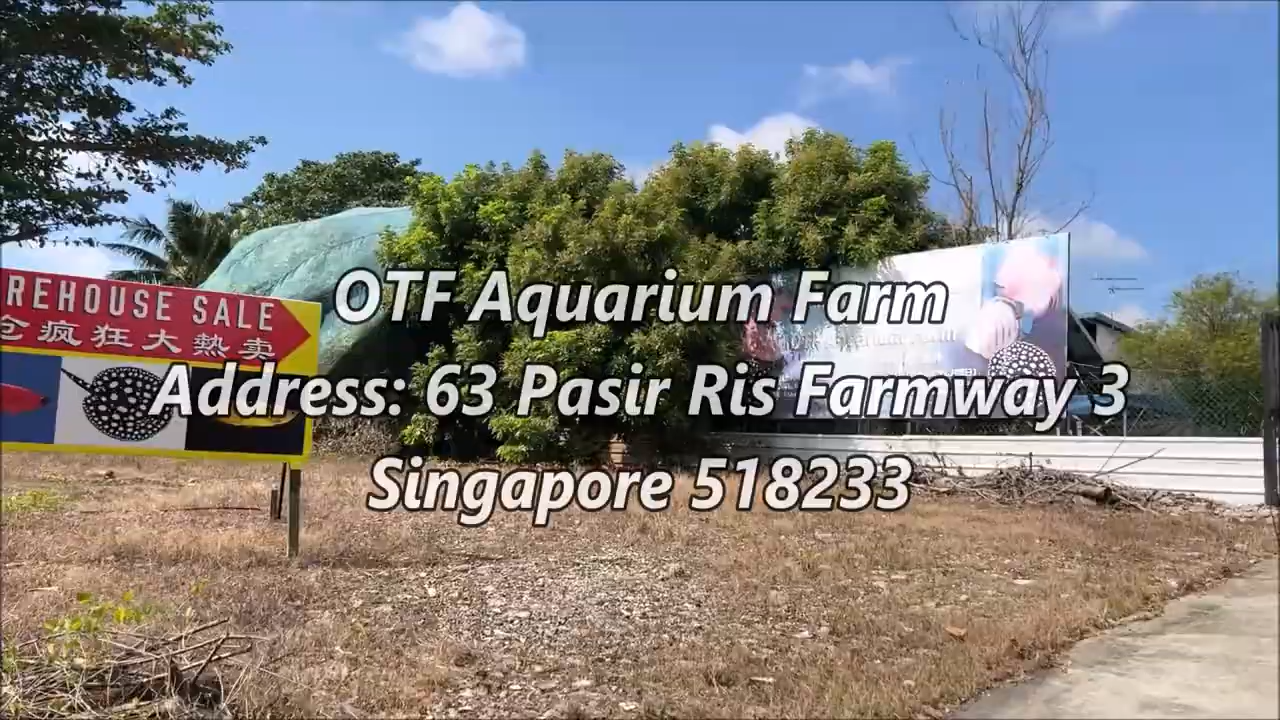 REHOUSE SALE
仓疯狂大熱卖
OTF Aquarium Farm
Address: 63 Pasir Ris Farmway 3
Singapore 518233